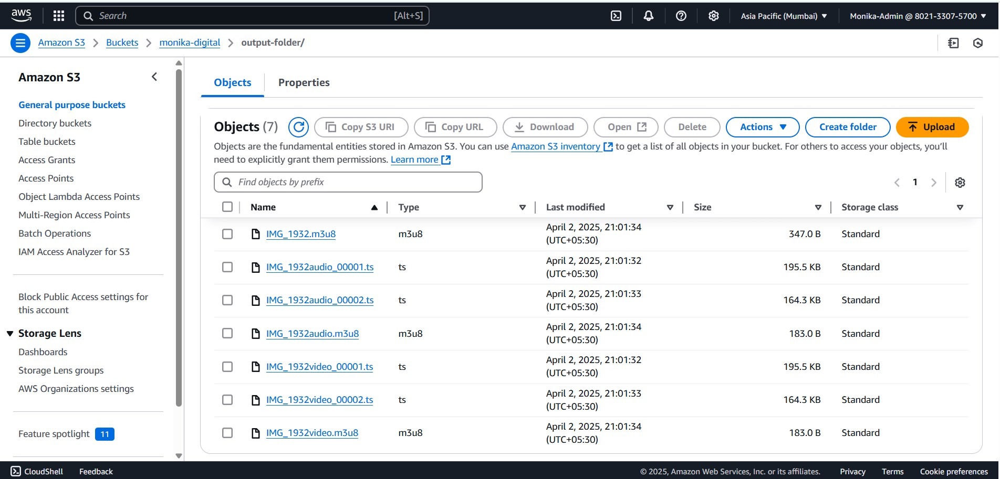 aws
Search
[Alt+S]
Asia Pacific (Mumbai)
Monika-Admin @ 8021-3307-5700
Amazon S3
Buckets
monika-digital
output-folder/
Amazon S3
General purpose buckets
Directory buckets
Table buckets
Access Grants
Access Points
Object Lambda Access Points
Multi-Region Access Points
Batch Operations
IAM Access Analyzer for S3
Block Public Access settings for
this account
Storage Lens
Dashboards
Storage Lens groups
AWS Organizations settings
Feature spotlight 11
Objects
Properties
Objects (7)
Copy S3 URI
Copy URL
Download
Open
Delete
Actions
Create folder
Upload
Objects are the fundamental entities stored in Amazon S3. You can use Amazon S3 inventory to get a list of all objects in your bucket. For others to access your objects, you’ll
need to explicitly grant them permissions. Learn more
Find objects by prefix
1
Name Type Last modified Size Storage class
IMG_1932.m3u8 m3u8 April 2, 2025, 21:01:34 (UTC+05:30) 347.0 B Standard
IMG_1932audio_00001.ts ts April 2, 2025, 21:01:32 (UTC+05:30) 195.5 KB Standard
IMG_1932audio_00002.ts ts April 2, 2025, 21:01:33 (UTC+05:30) 164.3 KB Standard
IMG_1932audio.m3u8 m3u8 April 2, 2025, 21:01:34 (UTC+05:30) 183.0 B Standard
IMG_1932video_00001.ts ts April 2, 2025, 21:01:32 (UTC+05:30) 195.5 KB Standard
IMG_1932video_00002.ts ts April 2, 2025, 21:01:33 (UTC+05:30) 164.3 KB Standard
IMG_1932video.m3u8 m3u8 April 2, 2025, 21:01:34 (UTC+05:30) 183.0 B Standard
CloudShell
Feedback
© 2025, Amazon Web Services, Inc. or its affiliates.
Privacy
Terms
Cookie preferences